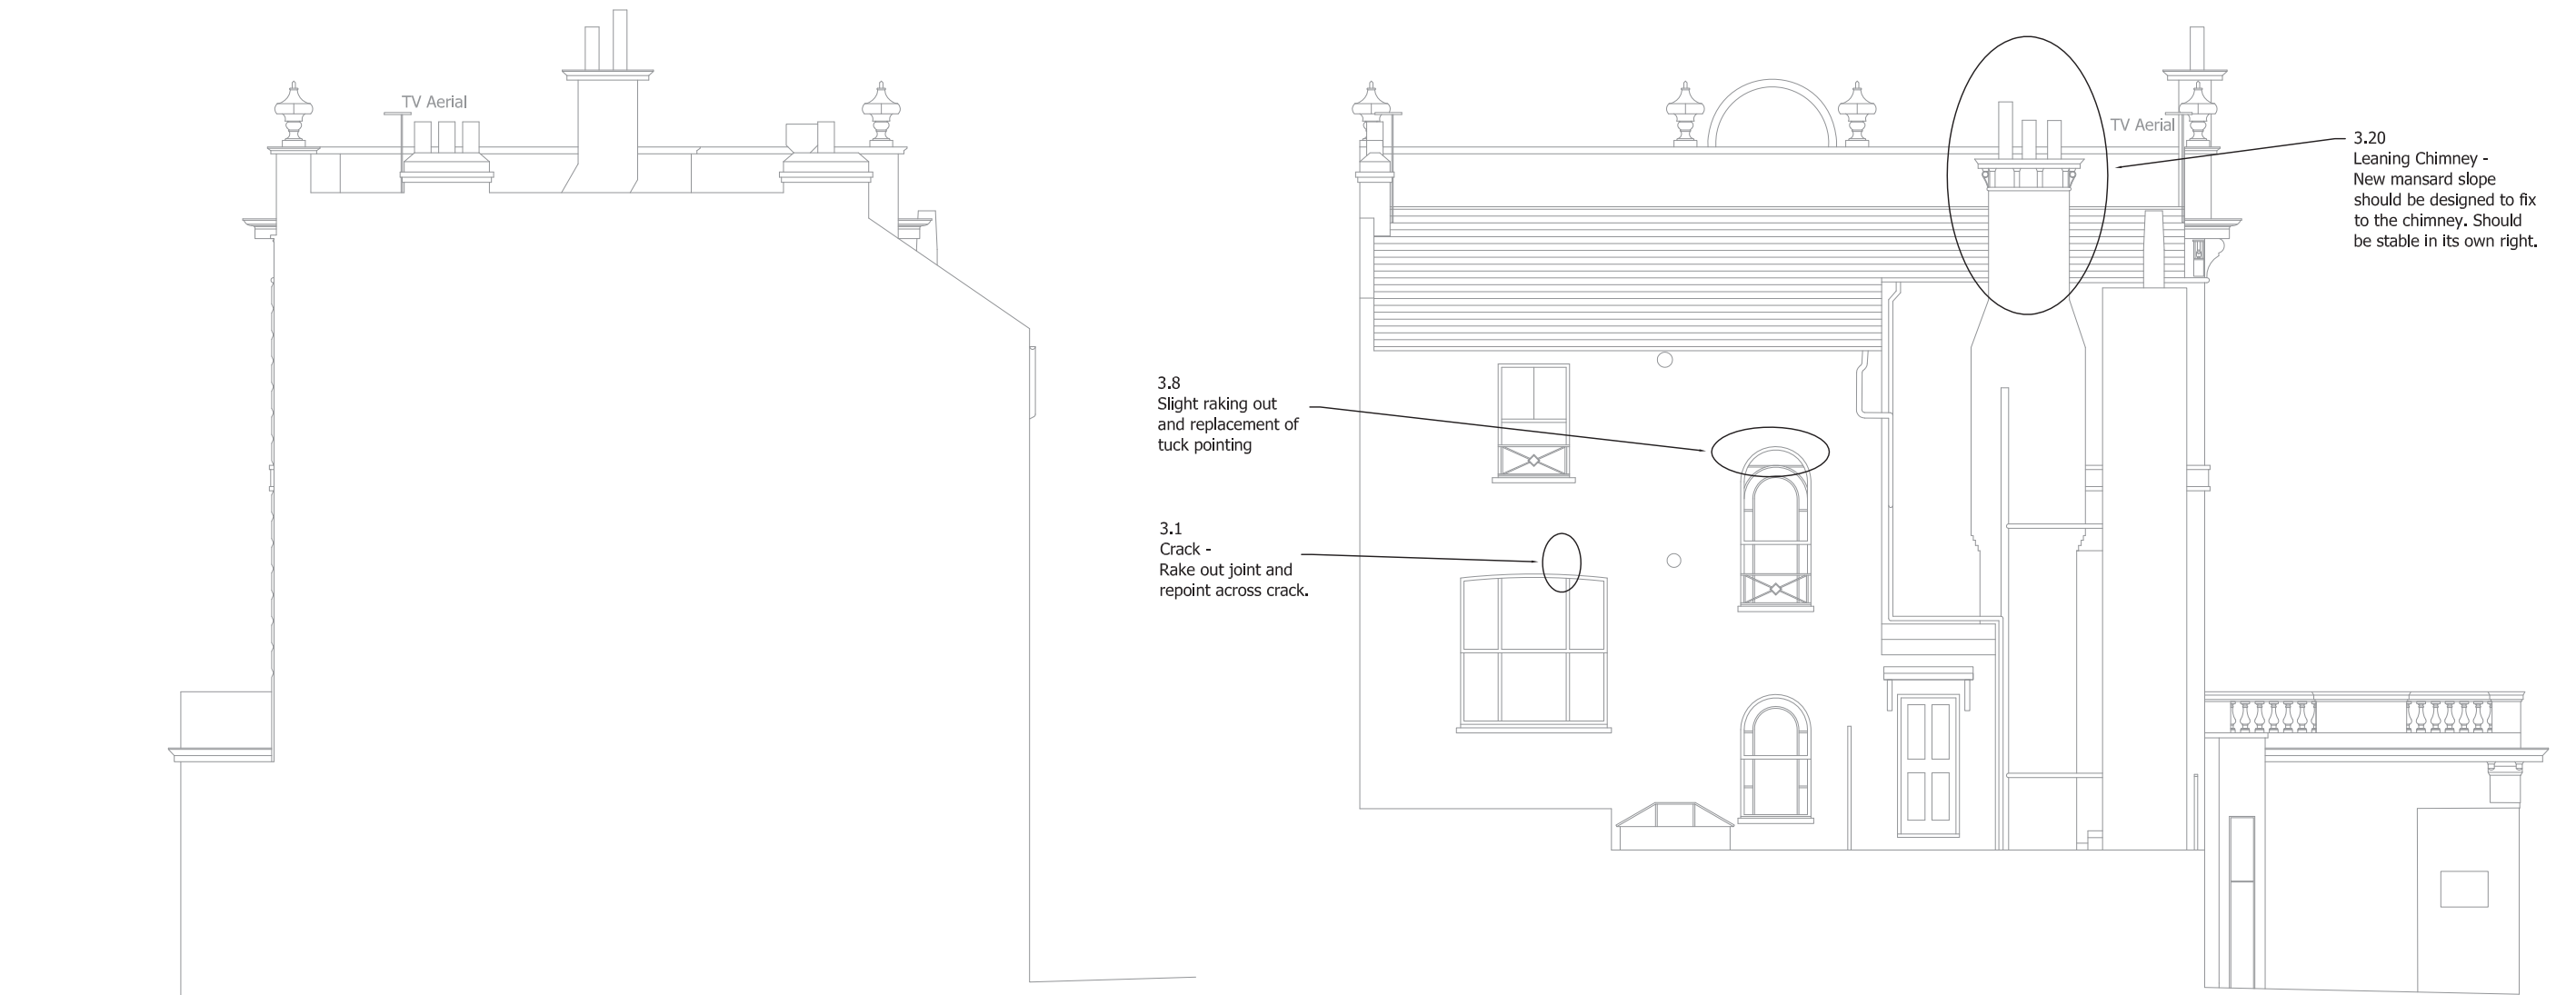 TV Aerial
TV Aerial
3.20
Leaning Chimney -
New mansard slope
should be designed to fix
to the chimney. Should
be stable in its own right.
3.8
Slight raking out
and replacement of
tuck pointing
3.1
Crack -
Rake out joint and
repoint across crack.